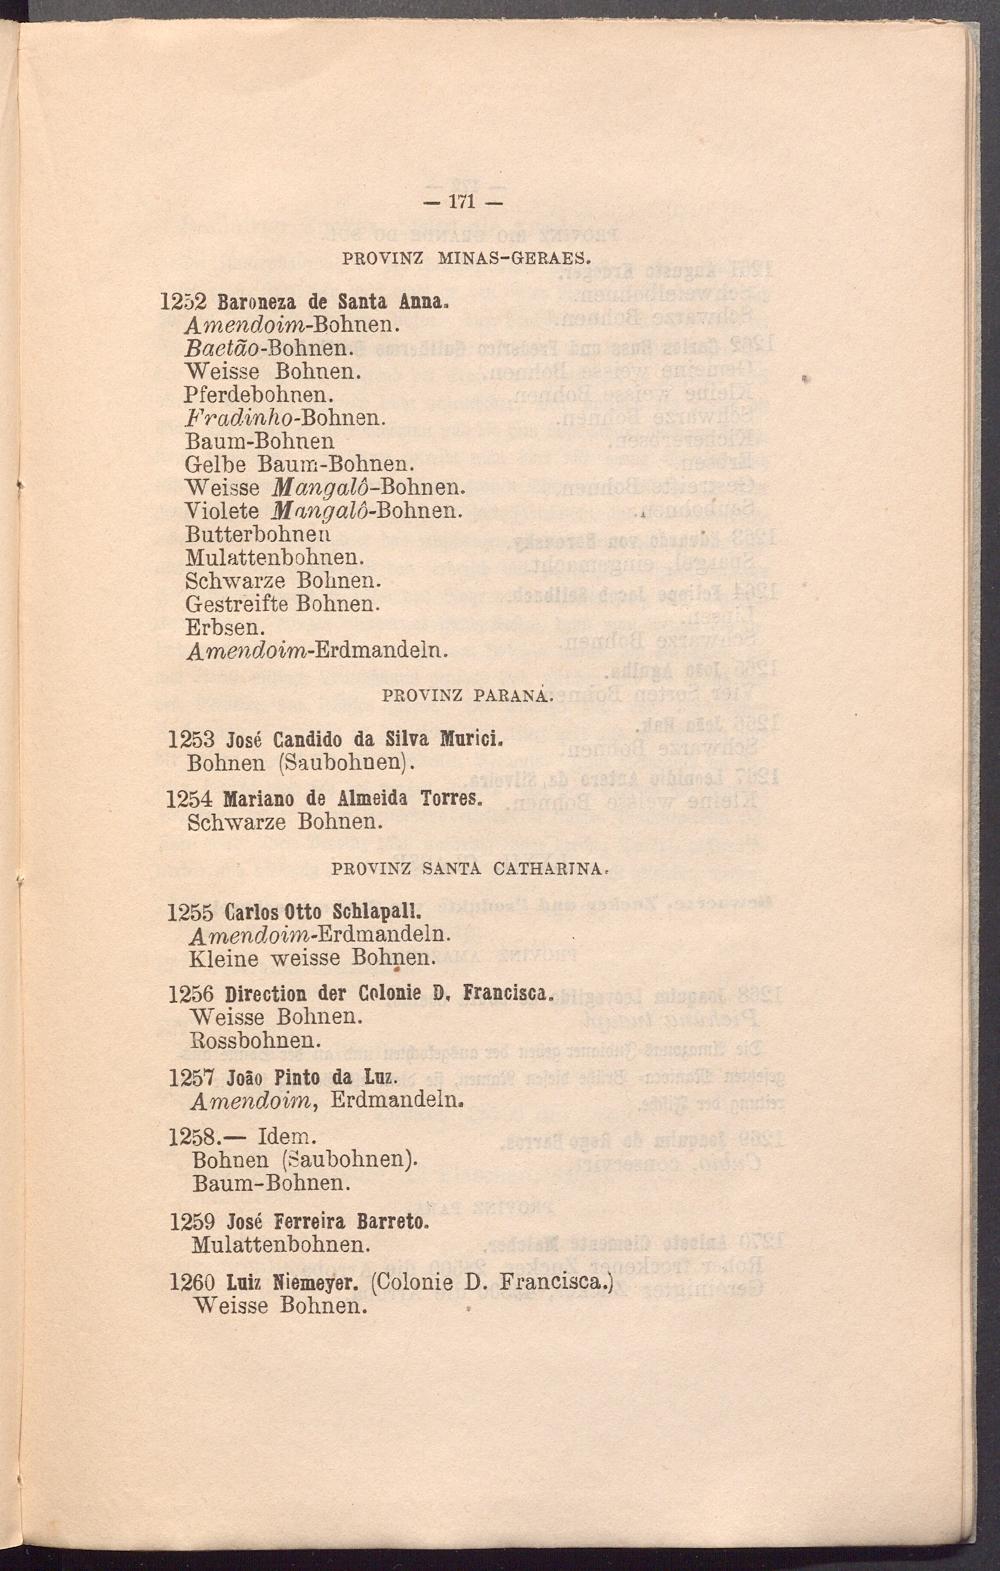 — 171 —
PROVINZ MINAS-GERAES.
1252 Baroneza de Santa Anna.
Amendoim-Bohnen.
Baetão-Bohnen.
Weisse Bohnen.
Pferdebohnen.
Fradinho-Bohnen.
Baum-Bohnen
Gelbe Baum-Bohnen.
Weisse Mangalô-Bohnen.
Violete Mangalô-Bohnen.
Butterbohnen
Mulattenbohnen.
Schwarze Bohnen.
Gestreifte Bohnen.
Erbsen.
Amendoim-Erdmandeln.
PROVINZ PARANÁ.
1253 José Candido da Silva Murici.
Bohnen (Saubohnen).
1254 Mariano de Almeida Torres.
Schwarze Bohnen.
PROVINZ SANTA CATHARINA.
1255 Carlos Otto Schlapall.
Amendoim-Erdmandeln.
Kleine weisse Bohnen.
1256 Direction der Colonie D. Francisca.
Weisse Bohnen.
Rossbohnen.
1257 João Pinto da Luz.
Amendoim, Erdmandeln.
1258.— Idem.
Bohnen (Saubohnen).
Baum-Bohnen.
1259 José Ferreira Barreto.
Mulattenbohnen.
1260 Luiz Niemeyer. (Colonie D. Francisca.)
Weisse Bohnen.